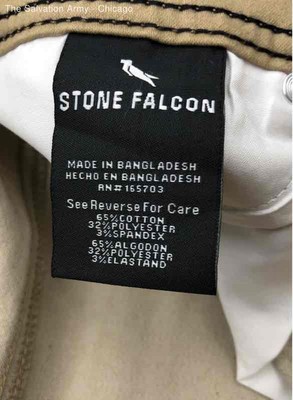 The Salvation Army - Chicago
STONE FALCON
MADE IN BANGLADESH
HECHO EN BANGLADESH
RN# 165703
See Reverse For Care
65%COTTON
32%POLYESTER
3%SPANDEX
65%ALGODON
32%POLYESTER
3%ELASTAND